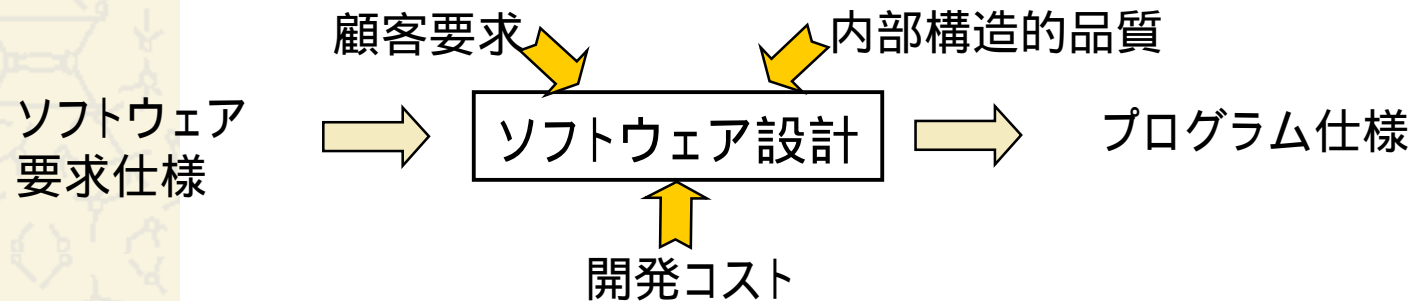 顧客要求
内部構造的品質
ソフトウェア
要求仕様
ソフトウェア設計
プログラム仕様
開発コスト